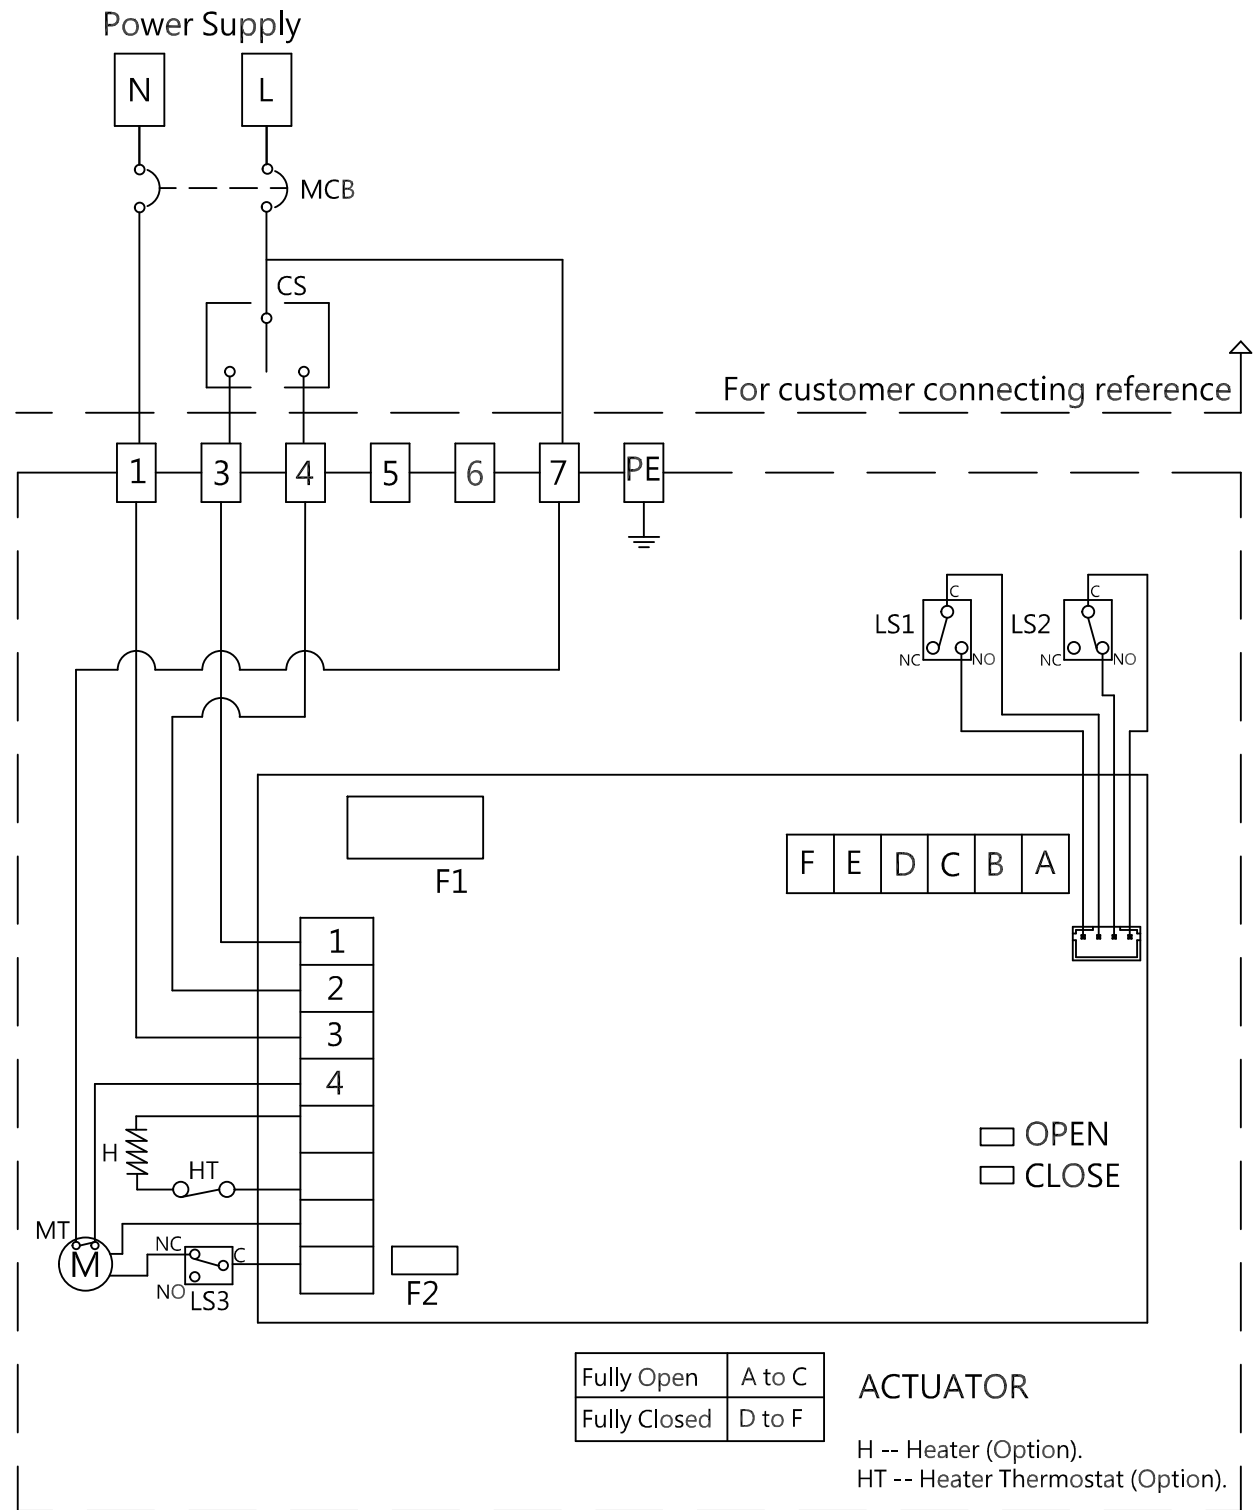 Power Supply
N L
MCB
CS
For customer connecting reference
1 3 4 5 6 7 PE
C C
LS1 LS2
NC NO NC NO
F E D C B A
F1
1
2
3
4
OPEN
H
HT
CLOSE
MT
NC C
M
NO LS3
F2
Fully Open A to C
Fully Closed D to F
ACTUATOR
H -- Heater (Option).
HT -- Heater Thermostat (Option).